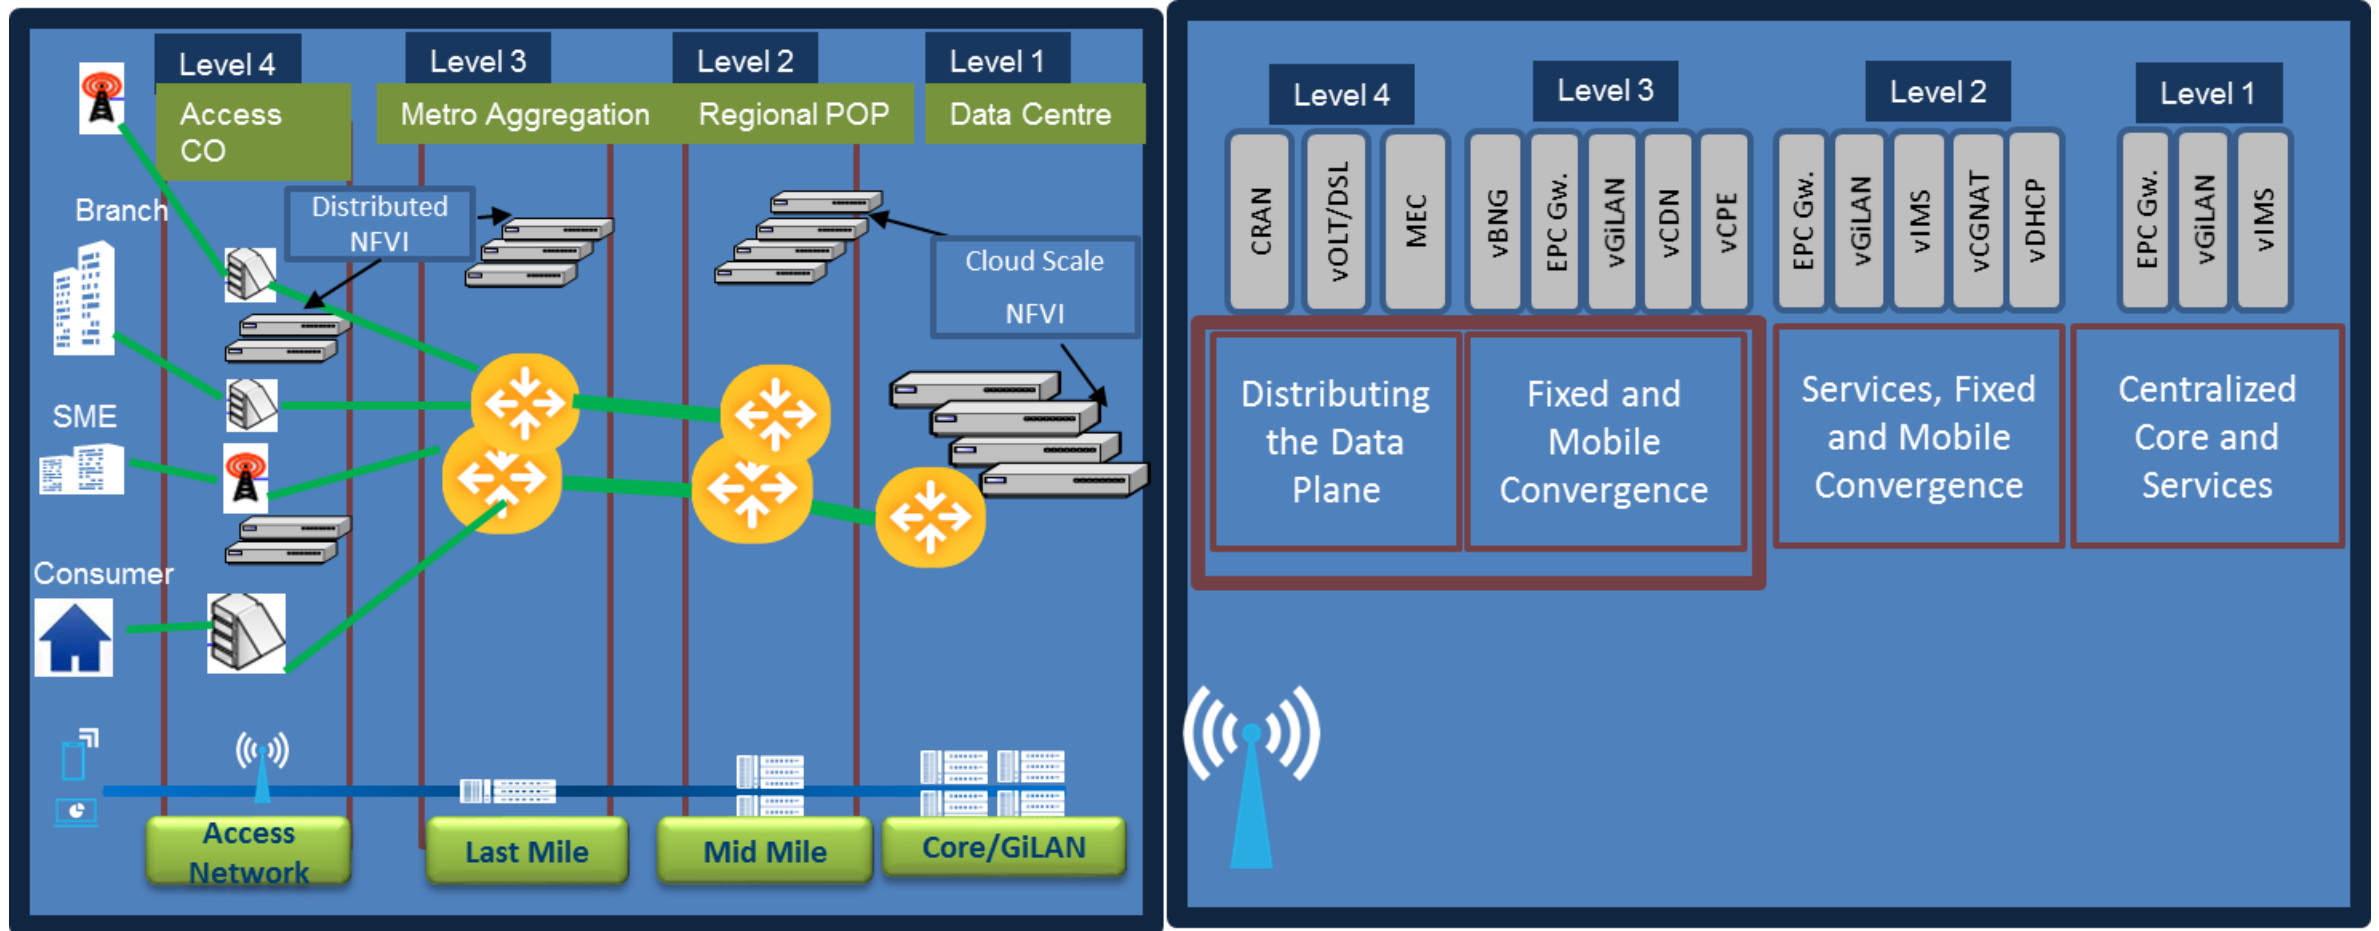 Level 4
Level 3
Level 2
Level 1
Access
CO
Metro Aggregation
Regional POP
Data Centre
Branch
Distributed
NFVI
Cloud Scale
NFVI
SME
Consumer
Access
Network
Last Mile
Mid Mile
Core/GiLAN
Level 4
Level 3
Level 2
Level 1
CRAN
vOLT/DSL
MEC
vBNG
EPC Gw.
vGiLAN
vCDN
vCPE
EPC Gw.
vGiLAN
vIMS
vCGNAT
vDHCP
EPC Gw.
vGiLAN
vIMS
Distributing
the Data
Plane
Fixed and
Mobile
Convergence
Services, Fixed
and Mobile
Convergence
Centralized
Core and
Services